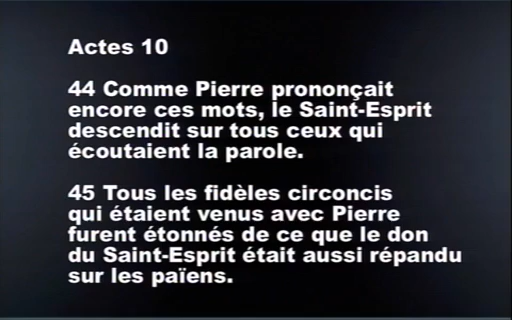 Actes 10
44 Comme Pierre prononçait
encore ces mots, le Saint-Esprit
descendit sur tous ceux qui
écoutaient la parole.
45 Tous les fidèles circoncis
qui étaient venus avec Pierre
furent étonnés de ce que le don
du Saint-Esprit était aussi répandu
sur les païens.